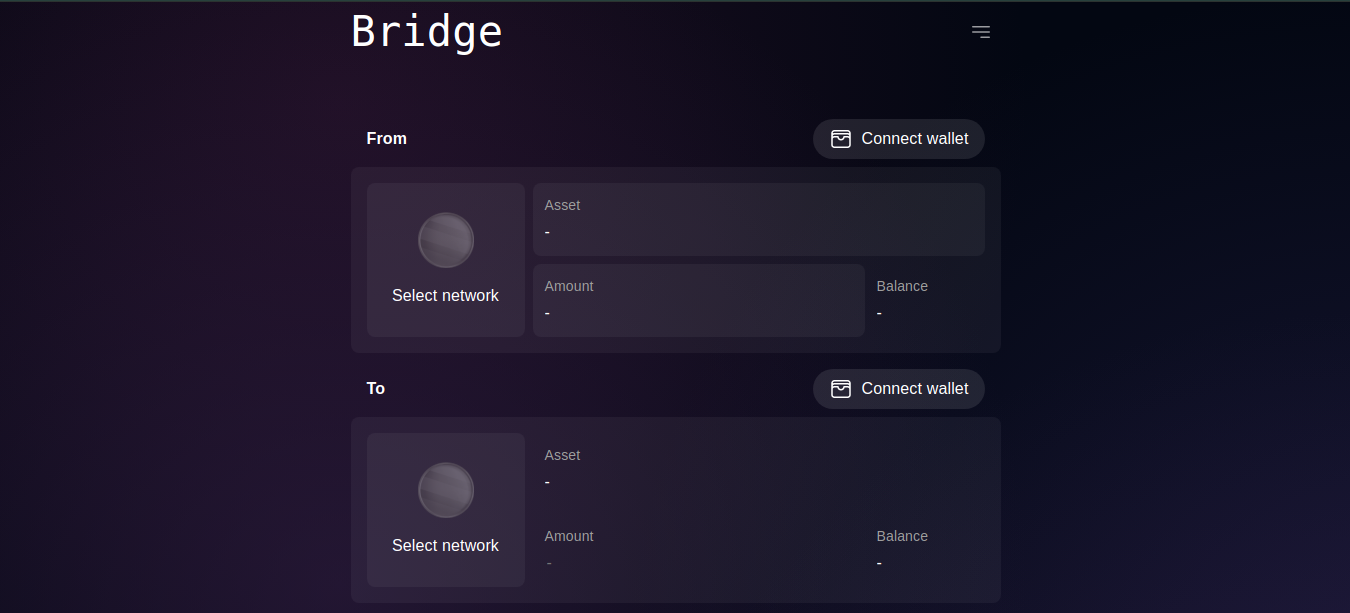 Bridge
From
Connect wallet
Asset
-
Select network
Amount
Balance
-
-
To
Connect wallet
Asset
-
Select network
Amount
Balance
-
-